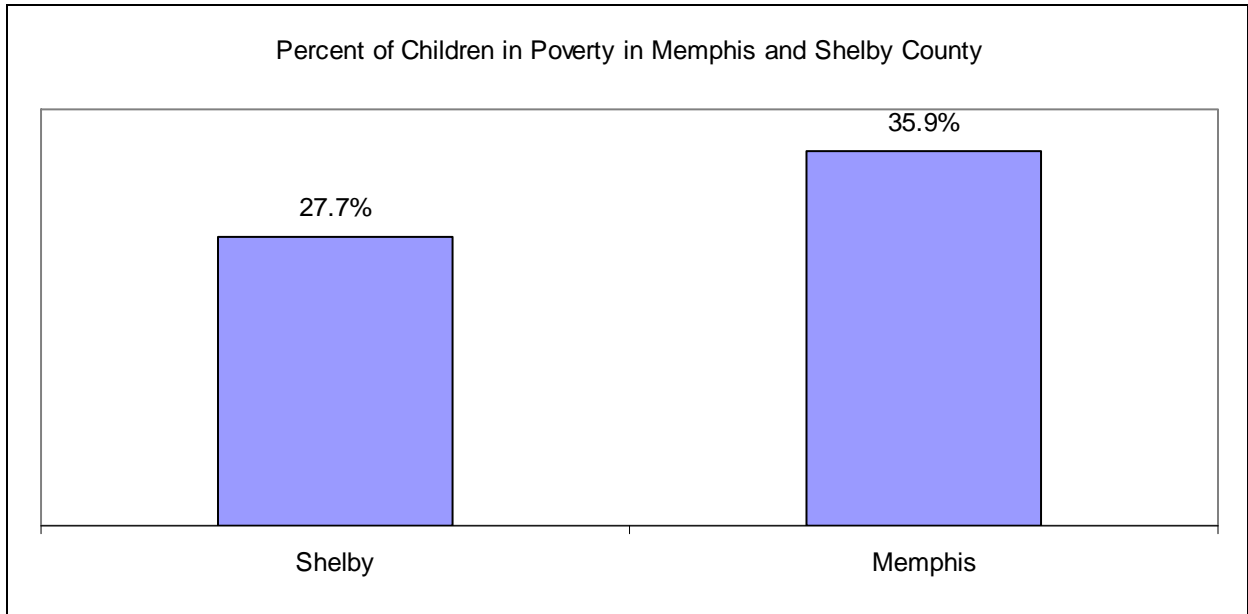 Percent of Children in Poverty in Memphis and Shelby County
35.9%
27.7%
Shelby Memphis